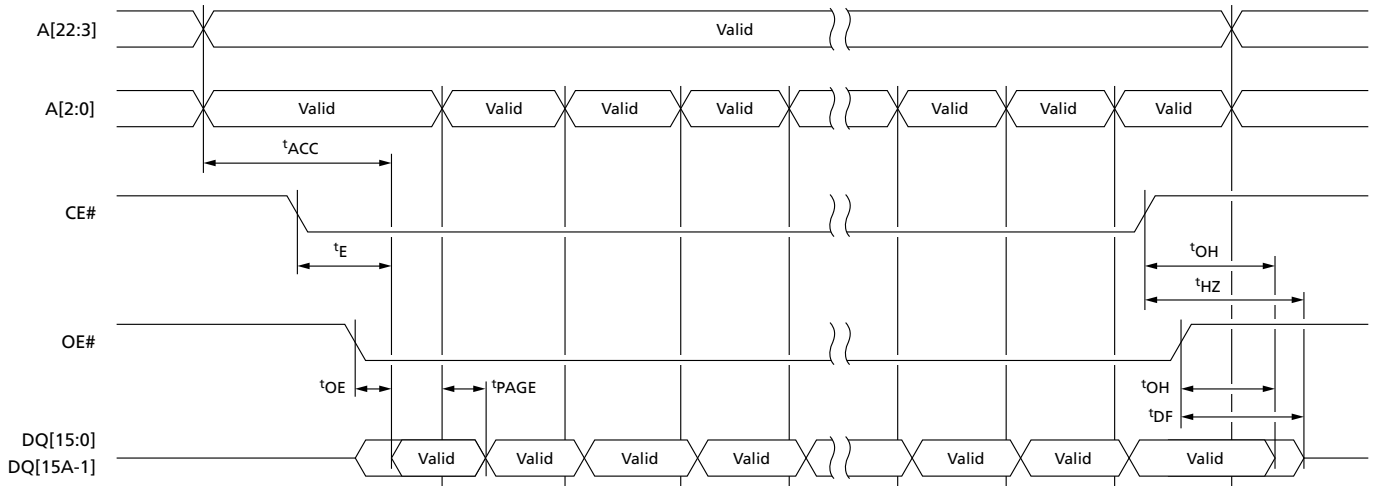 A[22:3] Valid
A[2:0] Valid Valid Valid Valid Valid Valid Valid
tACC
CE#
tE tOH
tHZ
OE#
tOE tPAGE tOH
tDF
DQ[15:0]
DQ[15A-1] Valid Valid Valid Valid Valid Valid Valid